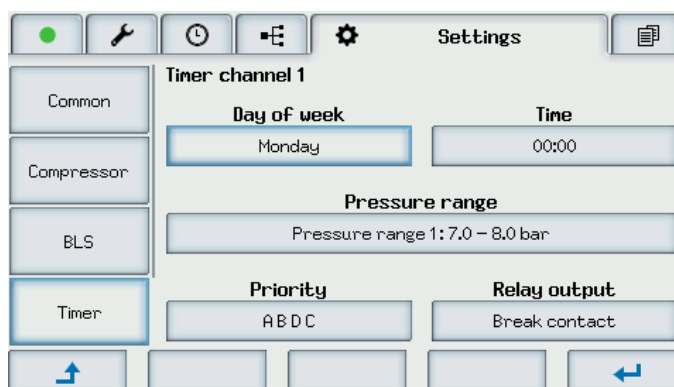 Settings
Timer channel 1
Common
Day of week
Time
Monday
00:00
Compressor
Pressure range
Pressure range 1: 7.0 – 8.0 bar
BLS
Priority
Relay output
Timer
A B D C
Break contact